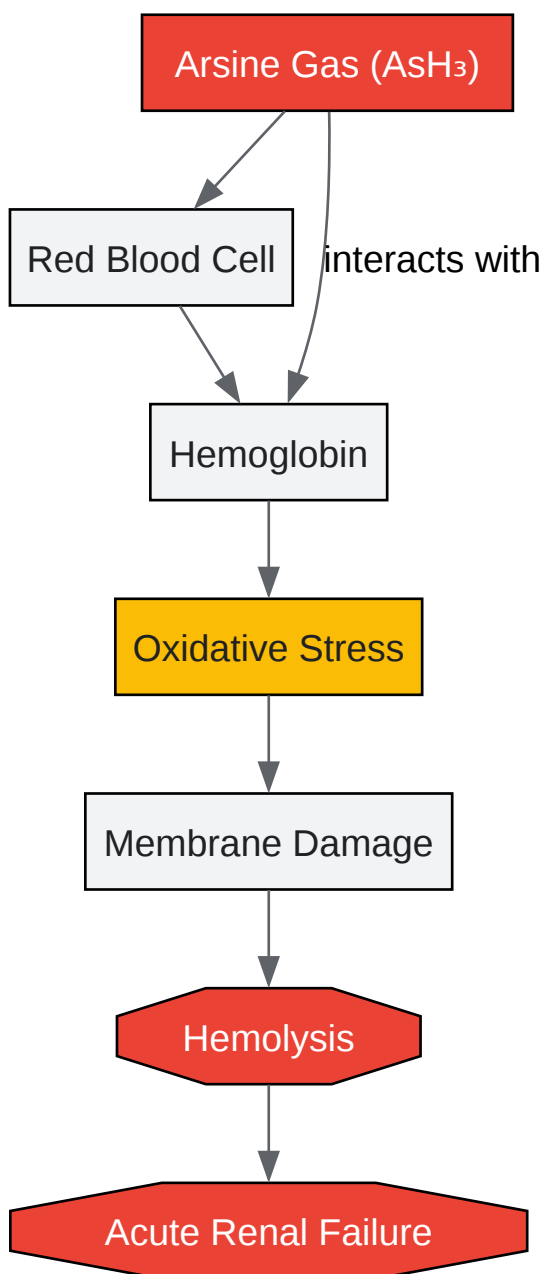 Arsine Gas (AsH₃)
Red Blood Cell
interacts with
Hemoglobin
Oxidative Stress
Membrane Damage
Hemolysis
Acute Renal Failure